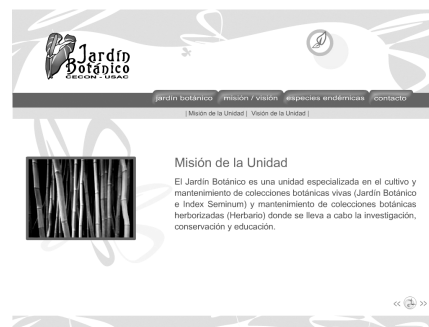 Jardín
Botánico
CECON - USAC
jardín botánico misión / visión especies endémicas contacto
| Misión de la Unidad | Visión de la Unidad |
Misión de la Unidad
El Jardín Botánico es una unidad especializada en el cultivo y
mantenimiento de colecciones botánicas vivas (Jardín Botánico
e Index Seminum) y mantenimiento de colecciones botánicas
herborizadas (Herbario) donde se lleva a cabo la investigación,
conservación y educación.
<< >>